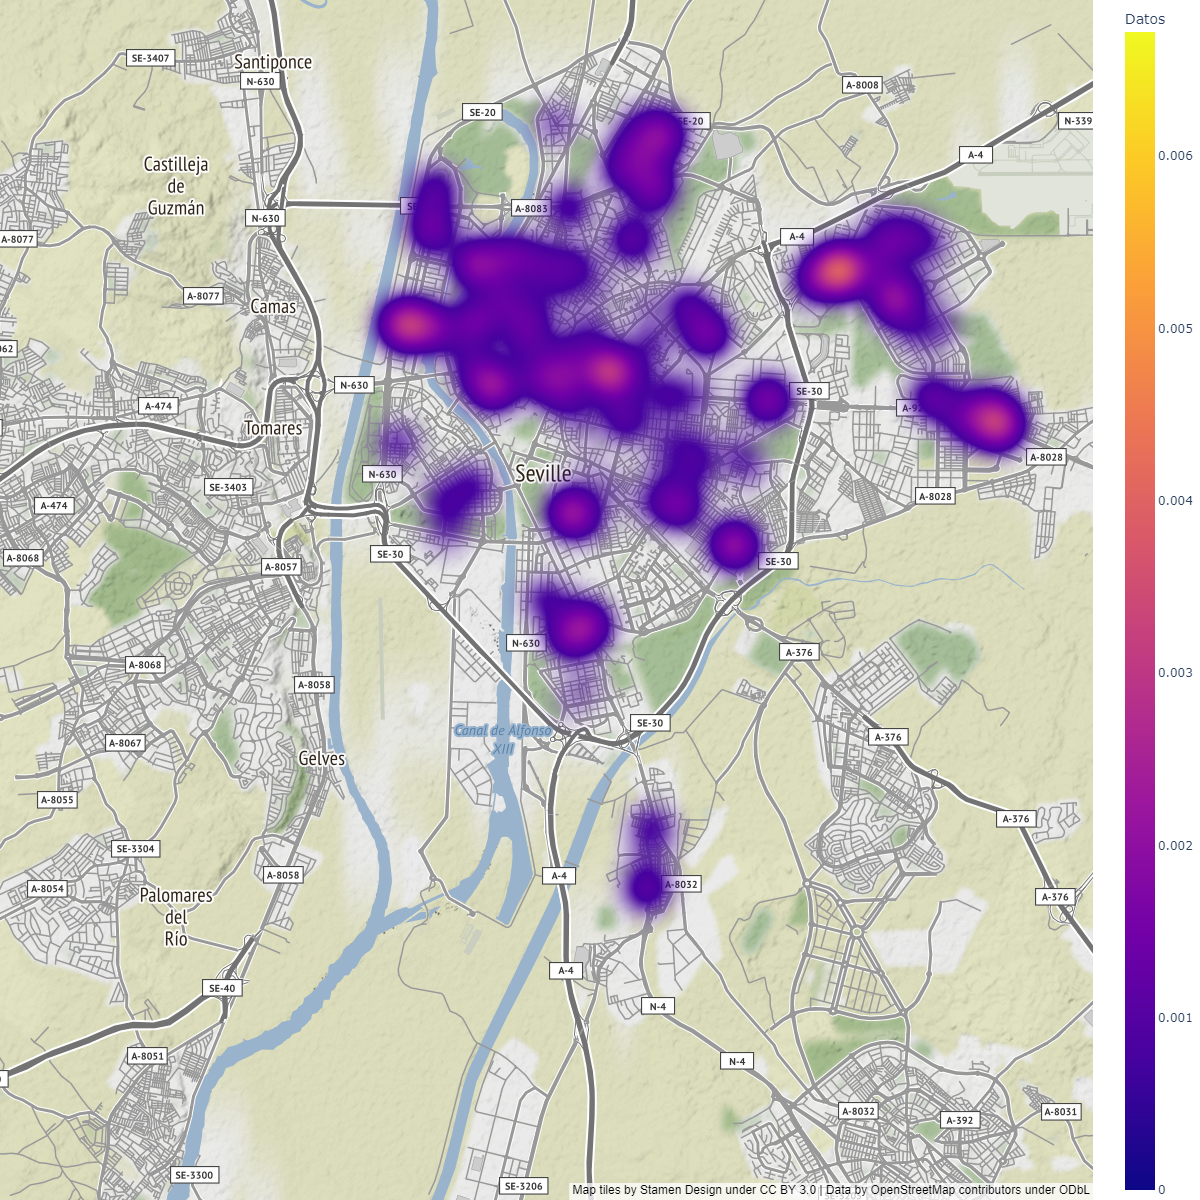 Datos
SE-3407
Santiponce
N-630
A-8008
SE-20
SE-20
N-339
0.006
A-4
Castilleja
de
Guzmán
A-8083
N-630
A-4
A-8077
A-8077
Camas
0.005
N-630
SE-30
A-474
A-92
Tomares
A-8028
N-630
Seville
SE-3403
A-8028
0.004
A-474
A-8068
SE-30
SE-30
A-8057
N-630
A-376
A-8068
0.003
A-8058
SE-30
Canal de Alfonso
XIII
A-376
A-8067
Gelves
A-8055
A-376
SE-3304
0.002
A-8058
A-4
A-8032
A-8054
Palomares
del
Río
A-376
A-4
SE-40
N-4
0.001
A-8051
N-4
A-8032
A-392
A-8031
SE-3300
SE-3206
0
Map tiles by Stamen Design under CC BY 3.0 | Data by OpenStreetMap contributors under ODbL